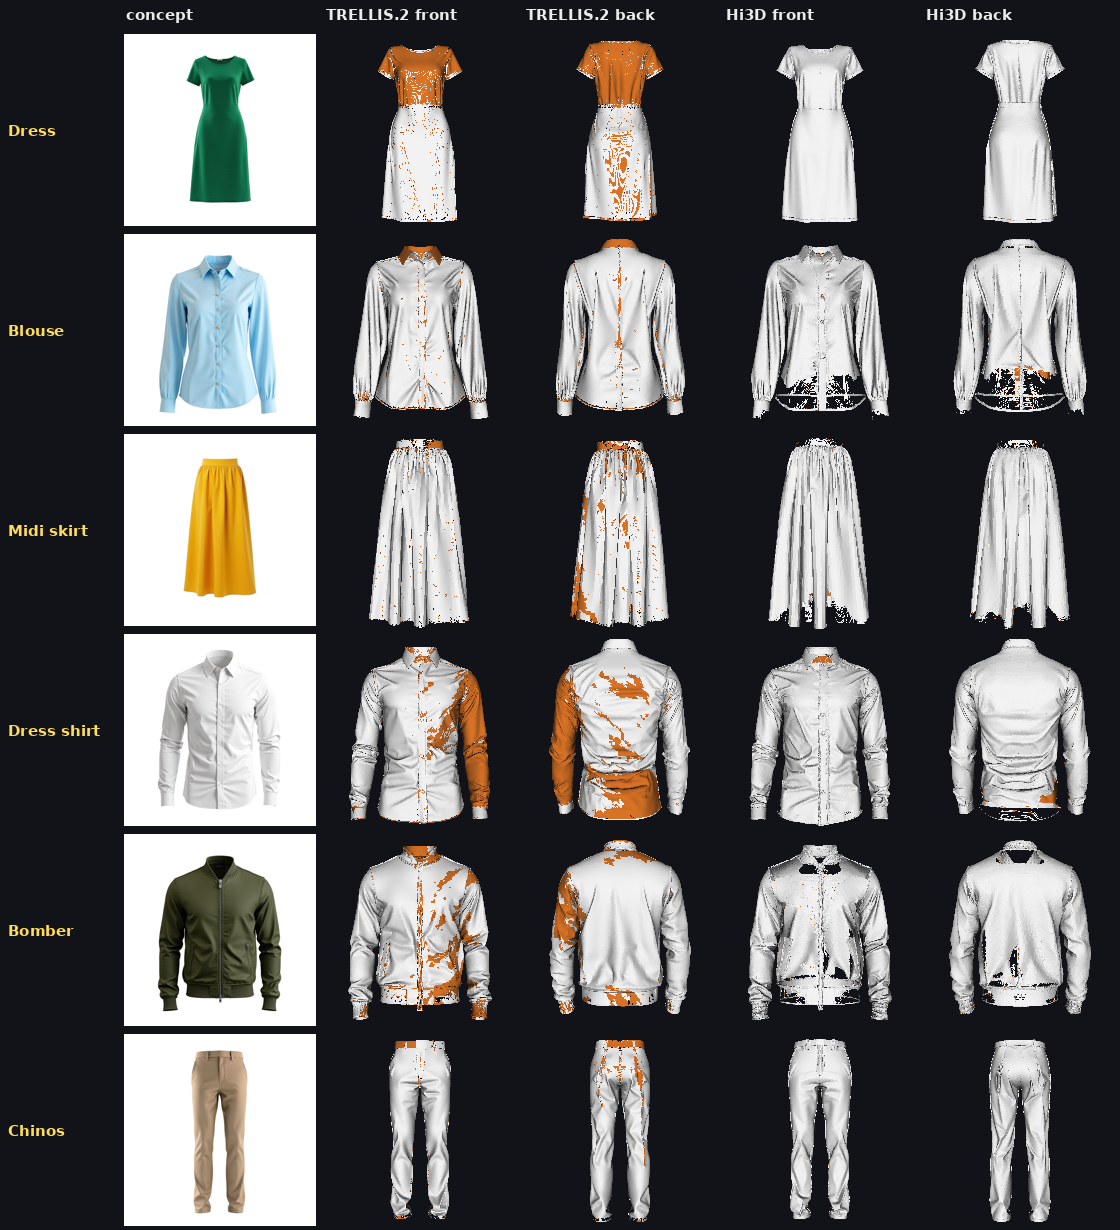 concept TRELLIS.2 front TRELLIS.2 back Hi3D front Hi3D back
Dress
Blouse
Midi skirt
Dress shirt
Bomber
Chinos